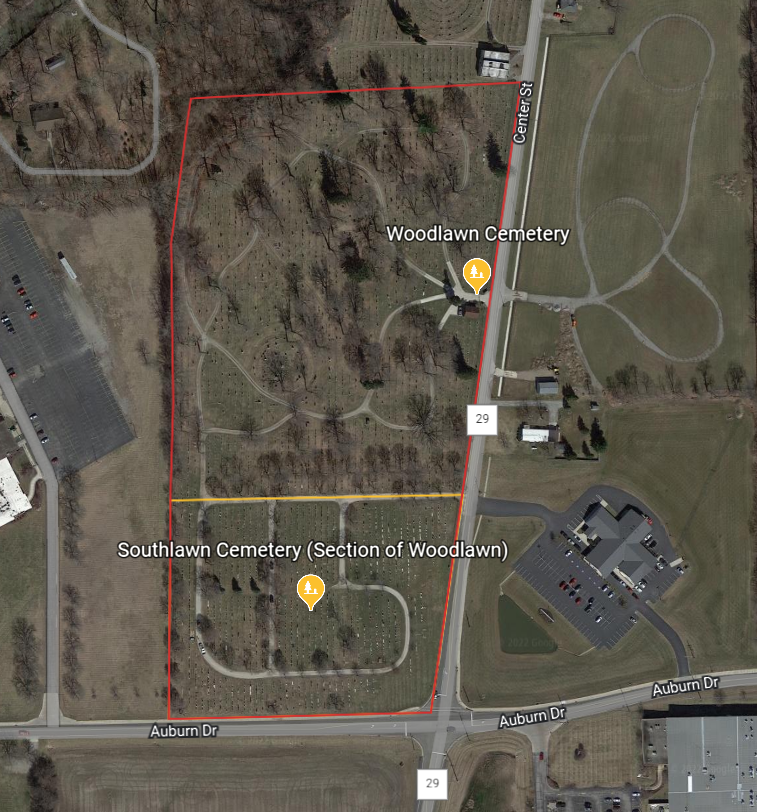 Center St
Woodlawn Cemetery
29
Southlawn Cemetery (Section of Woodlawn)
Auburn Dr
Auburn Dr
Auburn Dr
29